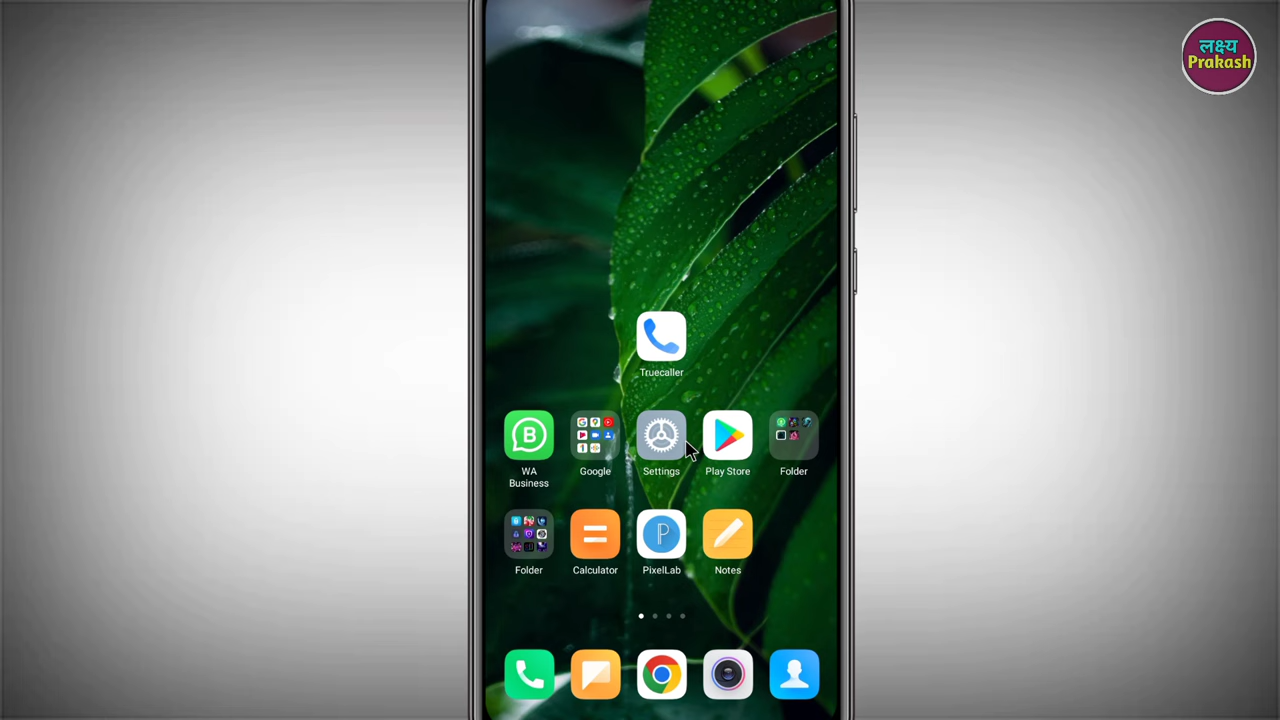 लक्ष्य
Prakash
Truecaller
WA
Business
Google
Settings
Play Store
Folder
Folder
Calculator
PixelLab
Notes